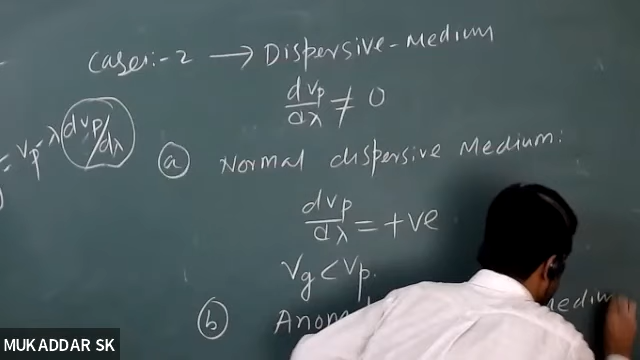 Case:-2 → Dispersive-Medium
dvp/dλ ≠ 0
= vp - λ dvp/dλ
(a) Normal dispersive Medium:
dvp/dλ = +ve
Vg < Vp.
(b)
MUKADDAR SK